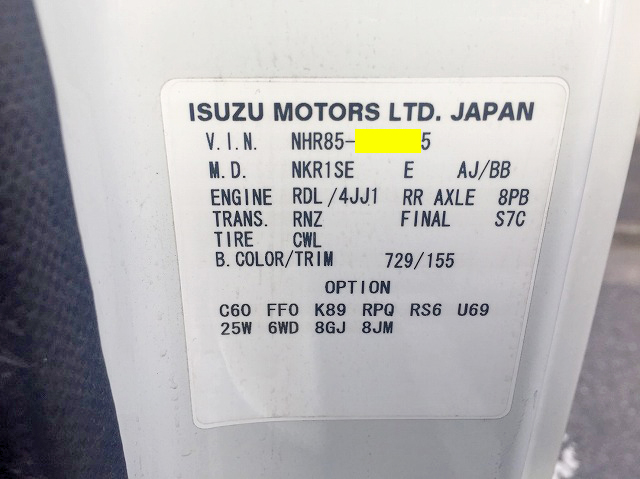 ISUZU MOTORS LTD. JAPAN
V.I.N. NHR85- 5
M.D. NKR1SE E AJ/BB
ENGINE RDL/4JJ1 RR AXLE 8PB
TRANS. RNZ FINAL S7C
TIRE CWL
B.COLOR/TRIM 729/155
OPTION
C60 FF0 K89 RPQ RS6 U69
25W 6WD 8GJ 8JM